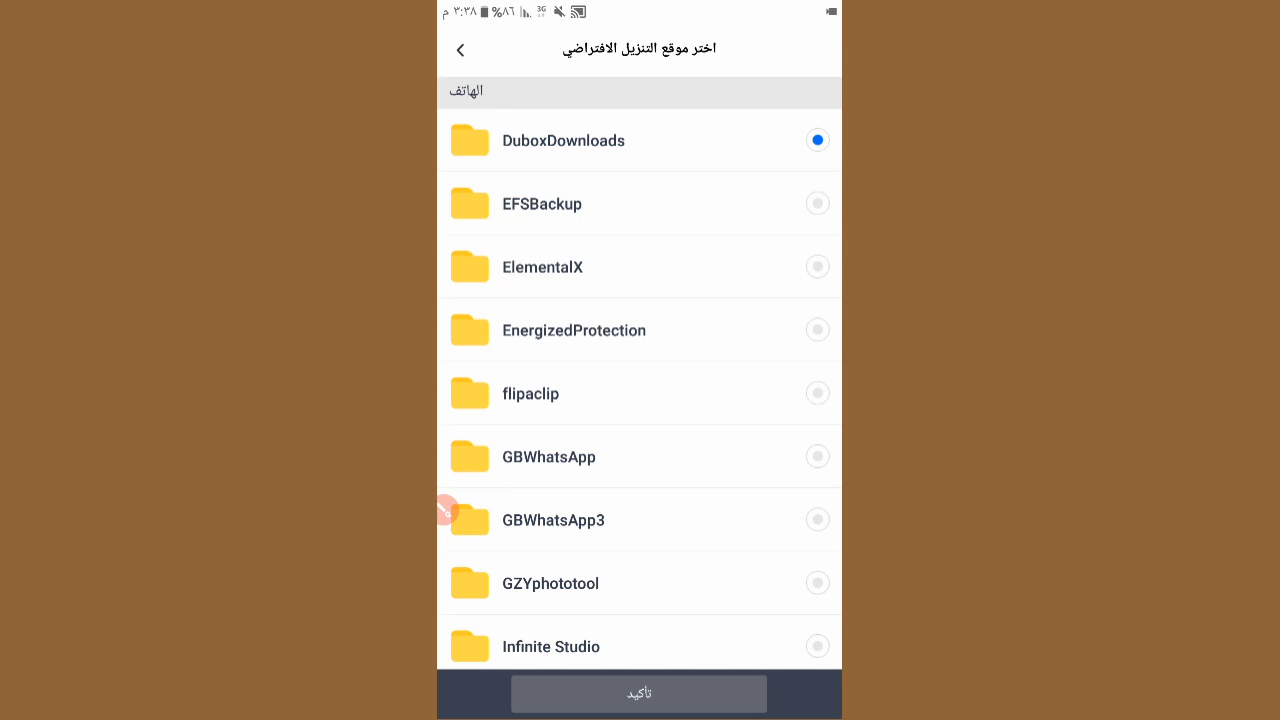 ٣:٣٨ م %٨٦ 3G
اختر موقع التنزيل الافتراضي
الهاتف
DuboxDownloads
EFSBackup
ElementalX
EnergizedProtection
flipaclip
GBWhatsApp
GBWhatsApp3
GZYphototool
Infinite Studio
تأكيد